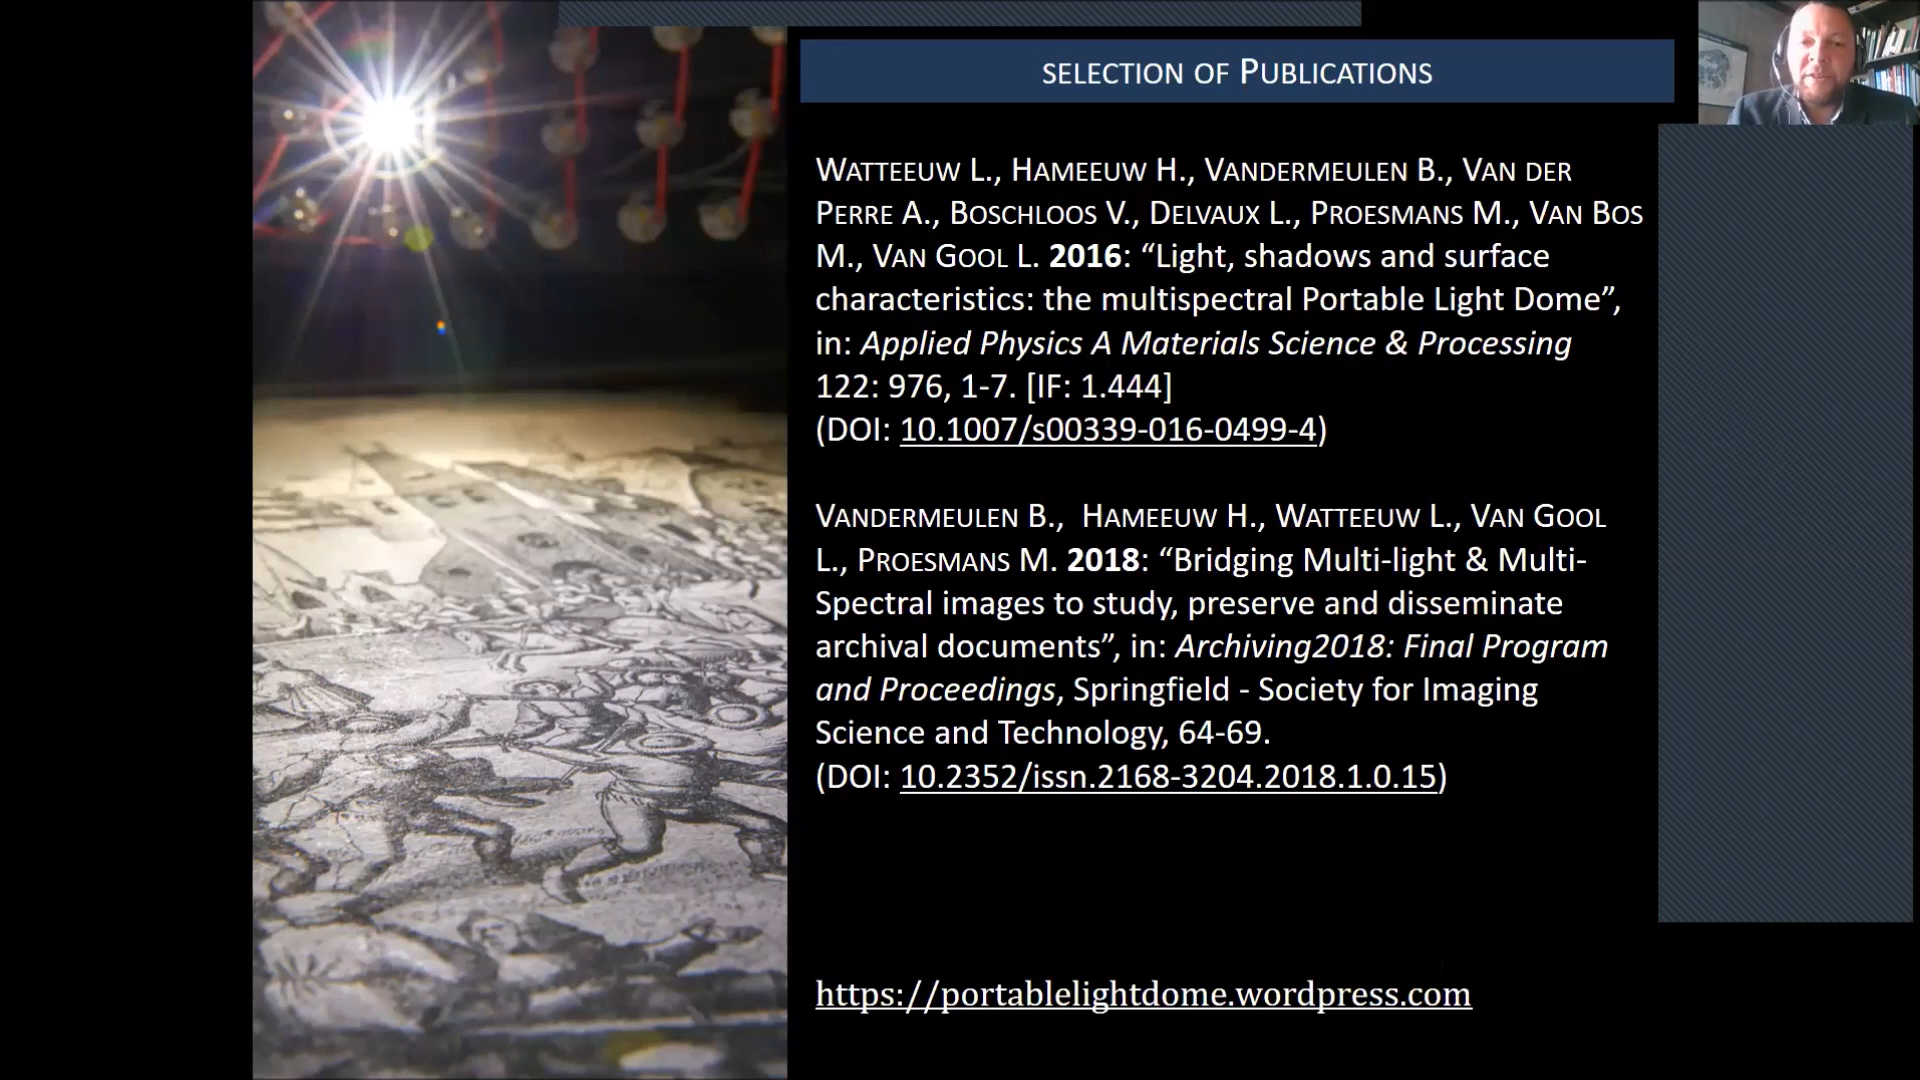 SELECTION OF PUBLICATIONS
WATTEEUW L., HAMEEUW H., VANDERMEULEN B., VAN DER
PERRE A., BOSCHLOOS V., DELVAUX L., PROESMANS M., VAN BOS
M., VAN GOOL L. 2016: “Light, shadows and surface
characteristics: the multispectral Portable Light Dome”,
in: Applied Physics A Materials Science & Processing
122: 976, 1-7. [IF: 1.444]
(DOI: 10.1007/s00339-016-0499-4)
VANDERMEULEN B., HAMEEUW H., WATTEEUW L., VAN GOOL
L., PROESMANS M. 2018: “Bridging Multi-light & Multi-
Spectral images to study, preserve and disseminate
archival documents”, in: Archiving2018: Final Program
and Proceedings, Springfield - Society for Imaging
Science and Technology, 64-69.
(DOI: 10.2352/issn.2168-3204.2018.1.0.15)
https://portablelightdome.wordpress.com